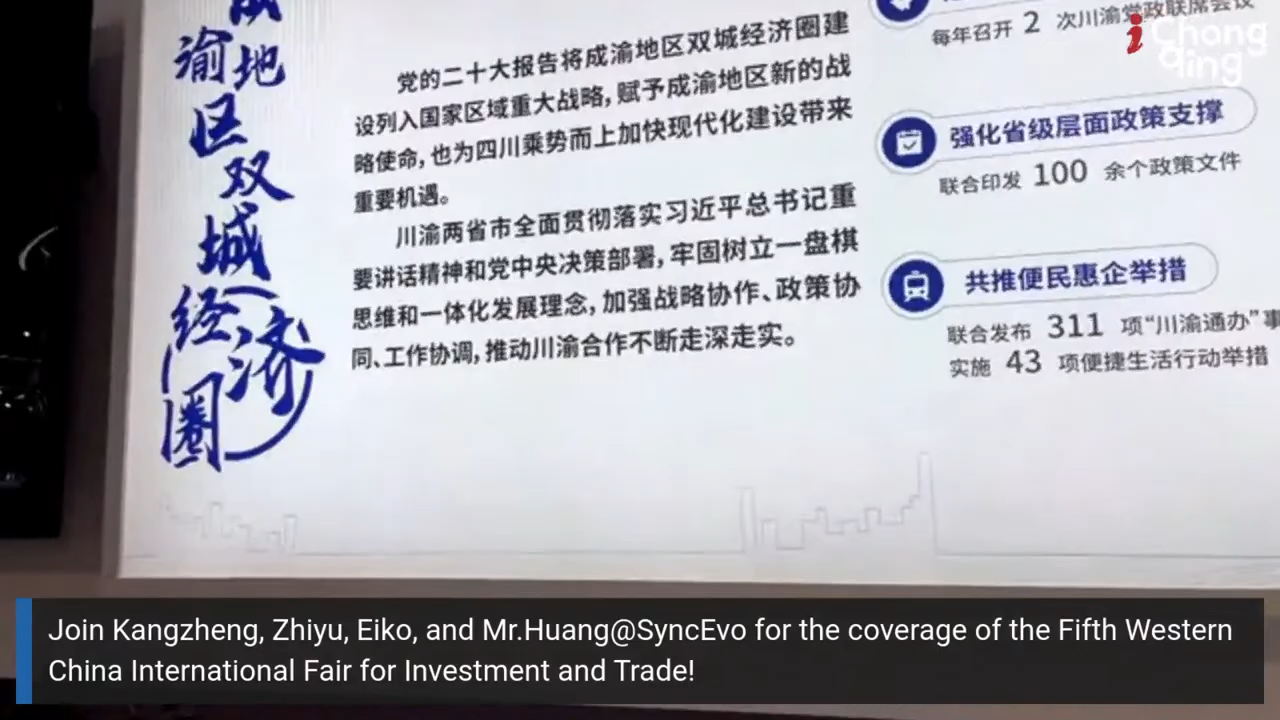 成
渝地
区
双
城
经济
圈
党的二十大报告将成渝地区双城经济圈建
设列入国家区域重大战略,赋予成渝地区新的战
略使命,也为四川乘势而上加快现代化建设带来
重要机遇。
川渝两省市全面贯彻落实习近平总书记重
要讲话精神和党中央决策部署,牢固树立一盘棋
思维和一体化发展理念,加强战略协作、政策协
同、工作协调,推动川渝合作不断走深走实。
每年召开 2 次川渝党政联席会议
强化省级层面政策支撑
联合印发 100 余个政策文件
共推便民惠企举措
联合发布 311 项“川渝通办”事
实施 43 项便捷生活行动举措
iChongqing
Join Kangzheng, Zhiyu, Eiko, and Mr.Huang@SyncEvo for the coverage of the Fifth Western
China International Fair for Investment and Trade!